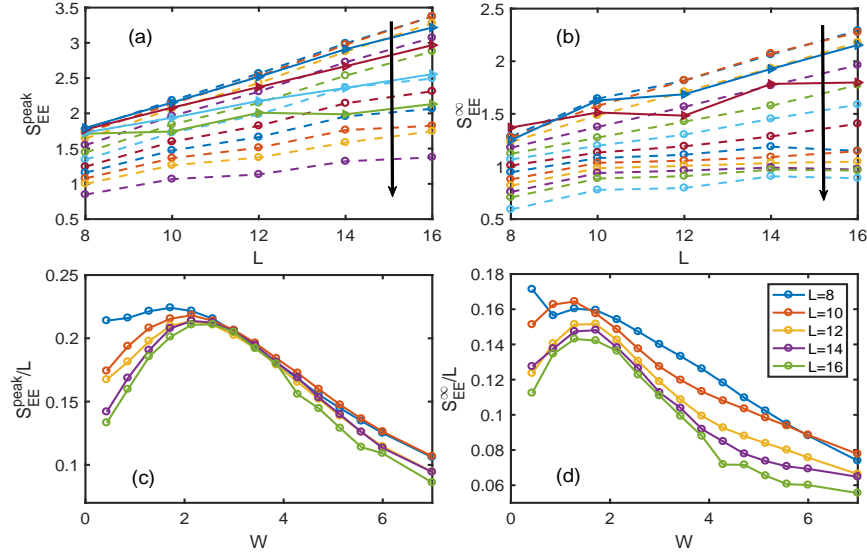 (a)
S_EE^peak
3.5
3
2.5
2
1.5
1
0.5
8
10
12
14
16
L
(b)
S_EE^∞
2.5
2
1.5
1
0.5
8
10
12
14
16
L
(c)
S_EE^peak/L
0.25
0.2
0.15
0.1
0
2
4
6
W
(d)
S_EE^∞/L
0.18
0.16
0.14
0.12
0.1
0.08
0.06
0
2
4
6
W
L=8
L=10
L=12
L=14
L=16